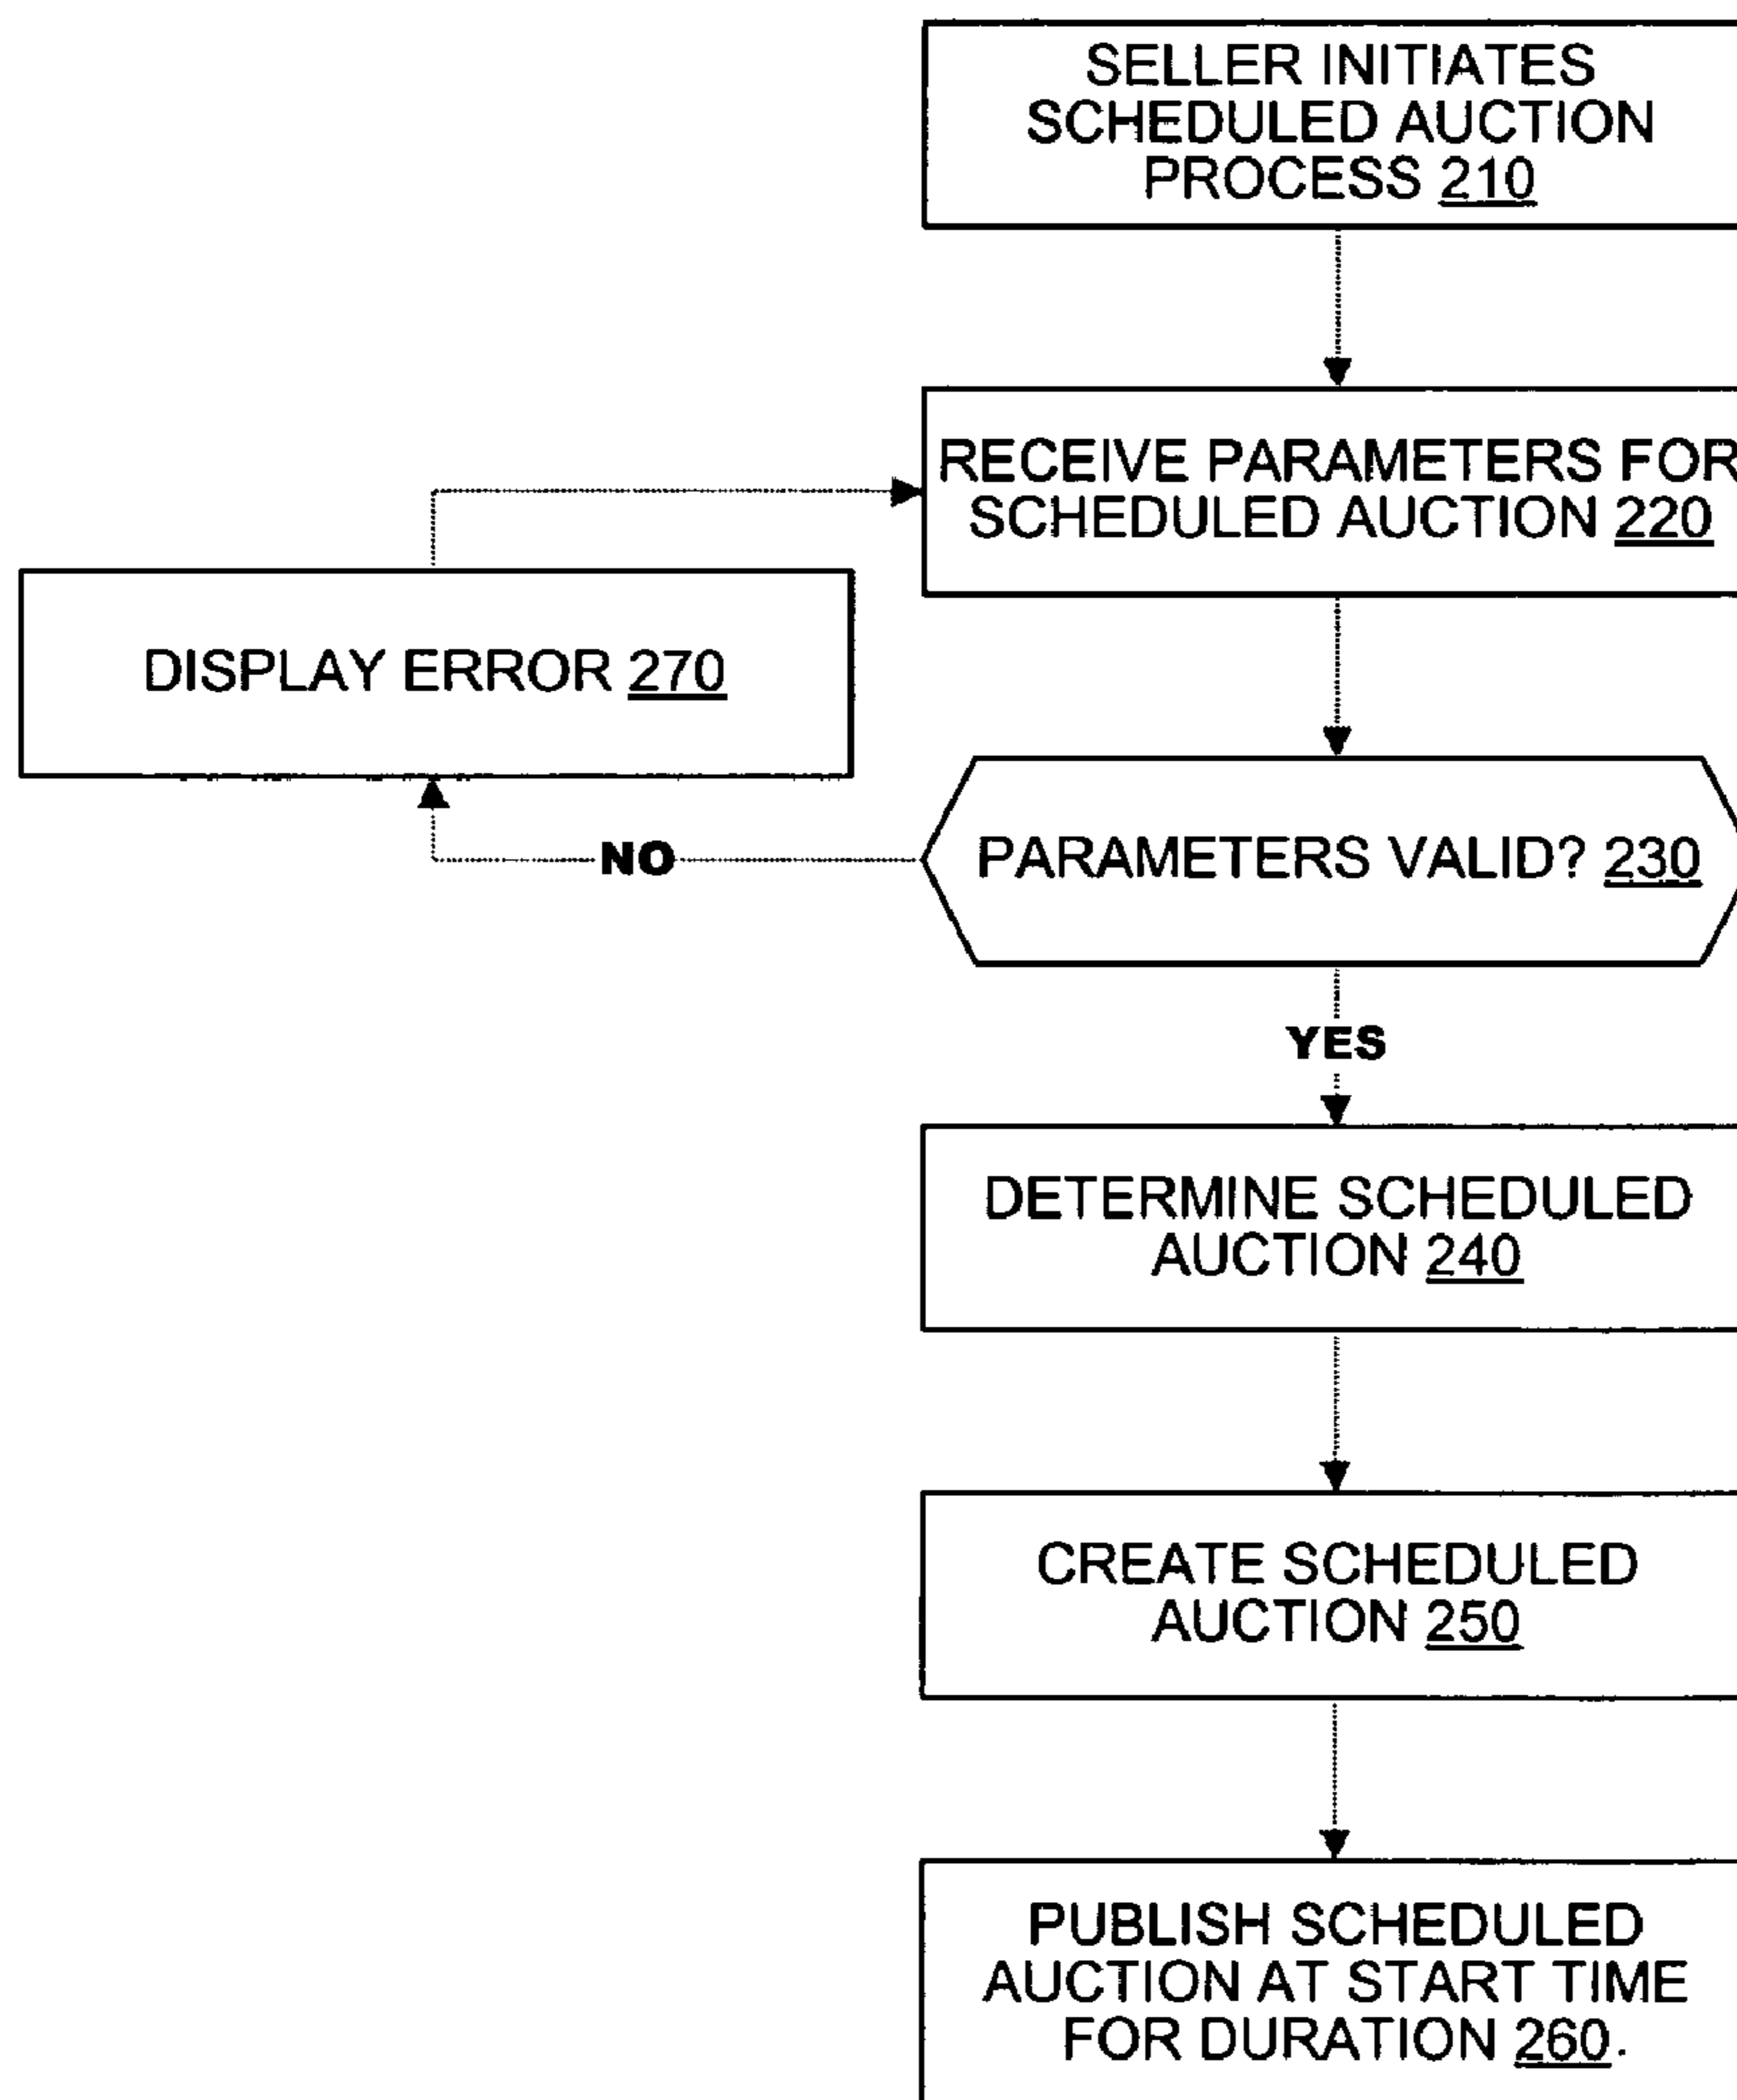 SELLER INITIATES
SCHEDULED AUCTION
PROCESS 210
RECEIVE PARAMETERS FOR
SCHEDULED AUCTION 220
DISPLAY ERROR 270
PARAMETERS VALID? 230
NO
YES
DETERMINE SCHEDULED
AUCTION 240
CREATE SCHEDULED
AUCTION 250
PUBLISH SCHEDULED
AUCTION AT START TIME
FOR DURATION 260.